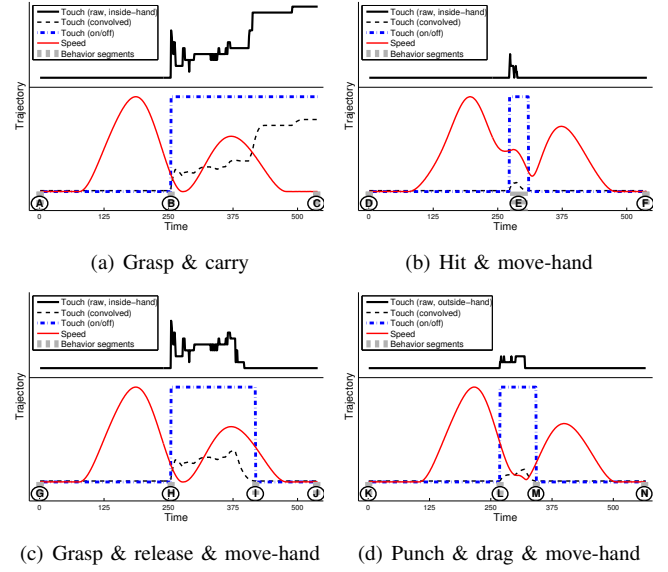 Touch (raw, inside-hand)
Touch (convolved)
Touch (on/off)
Speed
Behavior segments
Trajectory
A B C
0 125 250 375 500
Time
(a) Grasp & carry
Touch (raw, inside-hand)
Touch (convolved)
Touch (on/off)
Speed
Behavior segments
Trajectory
D E F
0 125 250 375 500
Time
(b) Hit & move-hand
Touch (raw, inside-hand)
Touch (convolved)
Touch (on/off)
Speed
Behavior segments
Trajectory
G H I J
0 125 250 375 500
Time
(c) Grasp & release & move-hand
Touch (raw, outside-hand)
Touch (convolved)
Touch (on/off)
Speed
Behavior segments
Trajectory
K L M N
0 125 250 375 500
Time
(d) Punch & drag & move-hand